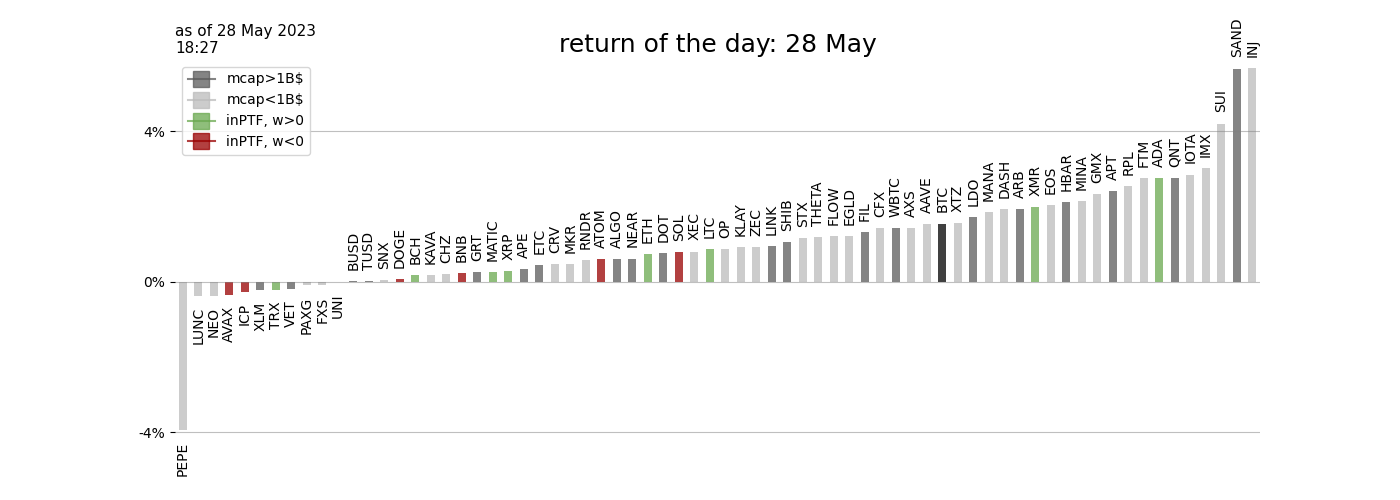 as of 28 May 2023
18:27
return of the day: 28 May
mcap>1B$
mcap<1B$
inPTF, w>0
inPTF, w<0
4%
0%
-4%
PEPE
LUNC
NEO
AVAX
ICP
XLM
TRX
VET
PAXG
FXS
UNI
BUSD
TUSD
SNX
DOGE
BCH
KAVA
CHZ
BNB
GRT
MATIC
XRP
APE
ETC
CRV
MKR
RNDR
ATOM
ALGO
NEAR
ETH
DOT
SOL
XEC
LTC
OP
KLAY
ZEC
LINK
SHIB
STX
THETA
FLOW
EGLD
FIL
CFX
WBTC
AXS
AAVE
BTC
XTZ
LDO
MANA
DASH
ARB
XMR
EOS
HBAR
MINA
GMX
APT
RPL
FTM
ADA
QNT
IOTA
IMX
SUI
SAND
INJ